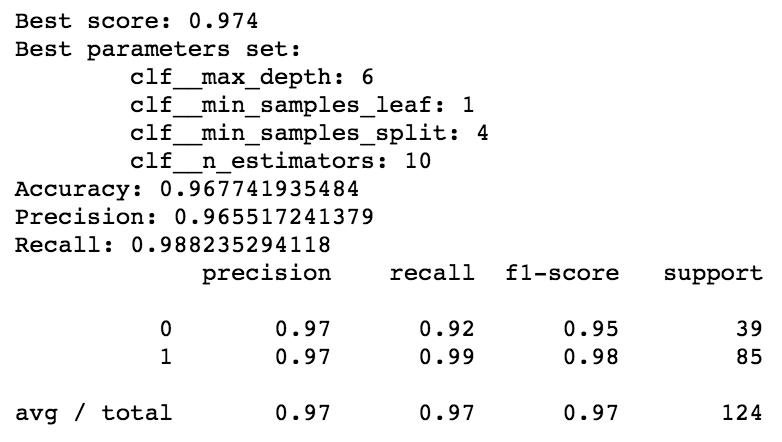 Best score: 0.974
Best parameters set:
clf__max_depth: 6
clf__min_samples_leaf: 1
clf__min_samples_split: 4
clf__n_estimators: 10
Accuracy: 0.967741935484
Precision: 0.965517241379
Recall: 0.988235294118
precision recall f1-score support
0 0.97 0.92 0.95 39
1 0.97 0.99 0.98 85
avg / total 0.97 0.97 0.97 124